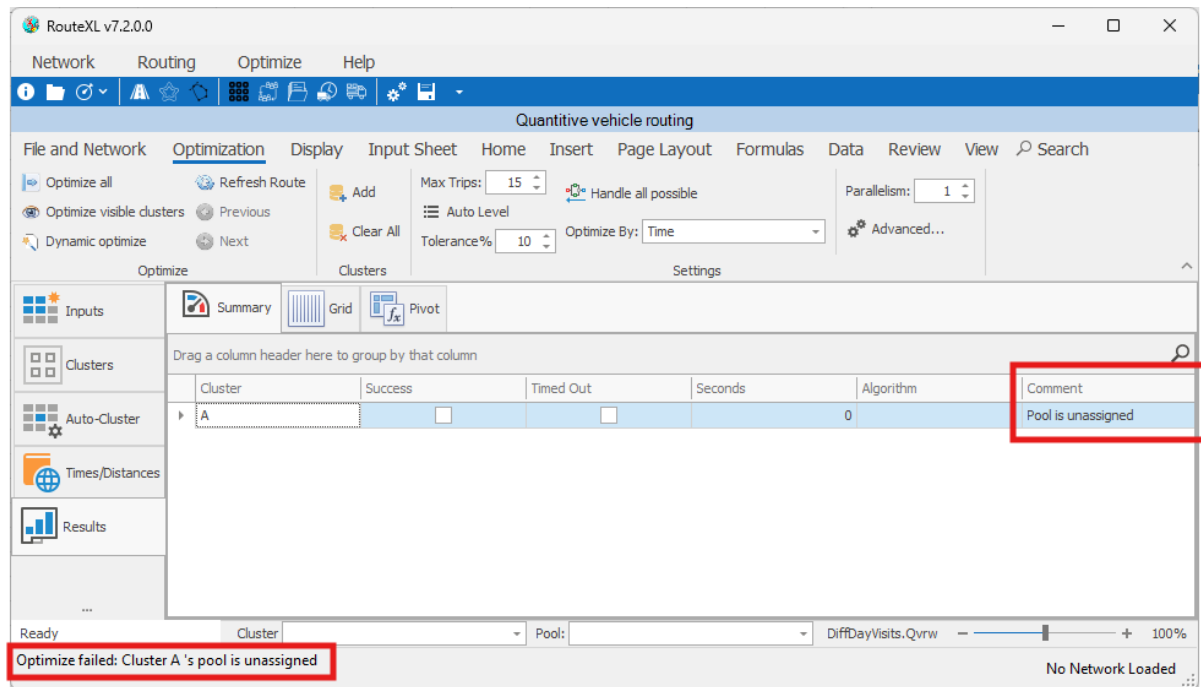 RouteXL v7.2.0.0
Network Routing Optimize Help
Quantitive vehicle routing
File and Network Optimization Display Input Sheet Home Insert Page Layout Formulas Data Review View Search
Optimize all Refresh Route Add Max Trips: 15 Handle all possible Parallelism: 1
Optimize visible clusters Previous Auto Level
Clear All Optimize By: Time Advanced...
Dynamic optimize Next Tolerance% 10
Optimize Clusters Settings
Inputs Summary Grid fx Pivot
Drag a column header here to group by that column
Clusters
Cluster Success Timed Out Seconds Algorithm Comment
A 0 Pool is unassigned
Auto-Cluster
Times/Distances
Results
...
Ready Cluster Pool: DiffDayVisits.Qvrw − + 100%
Optimize failed: Cluster A 's pool is unassigned
No Network Loaded